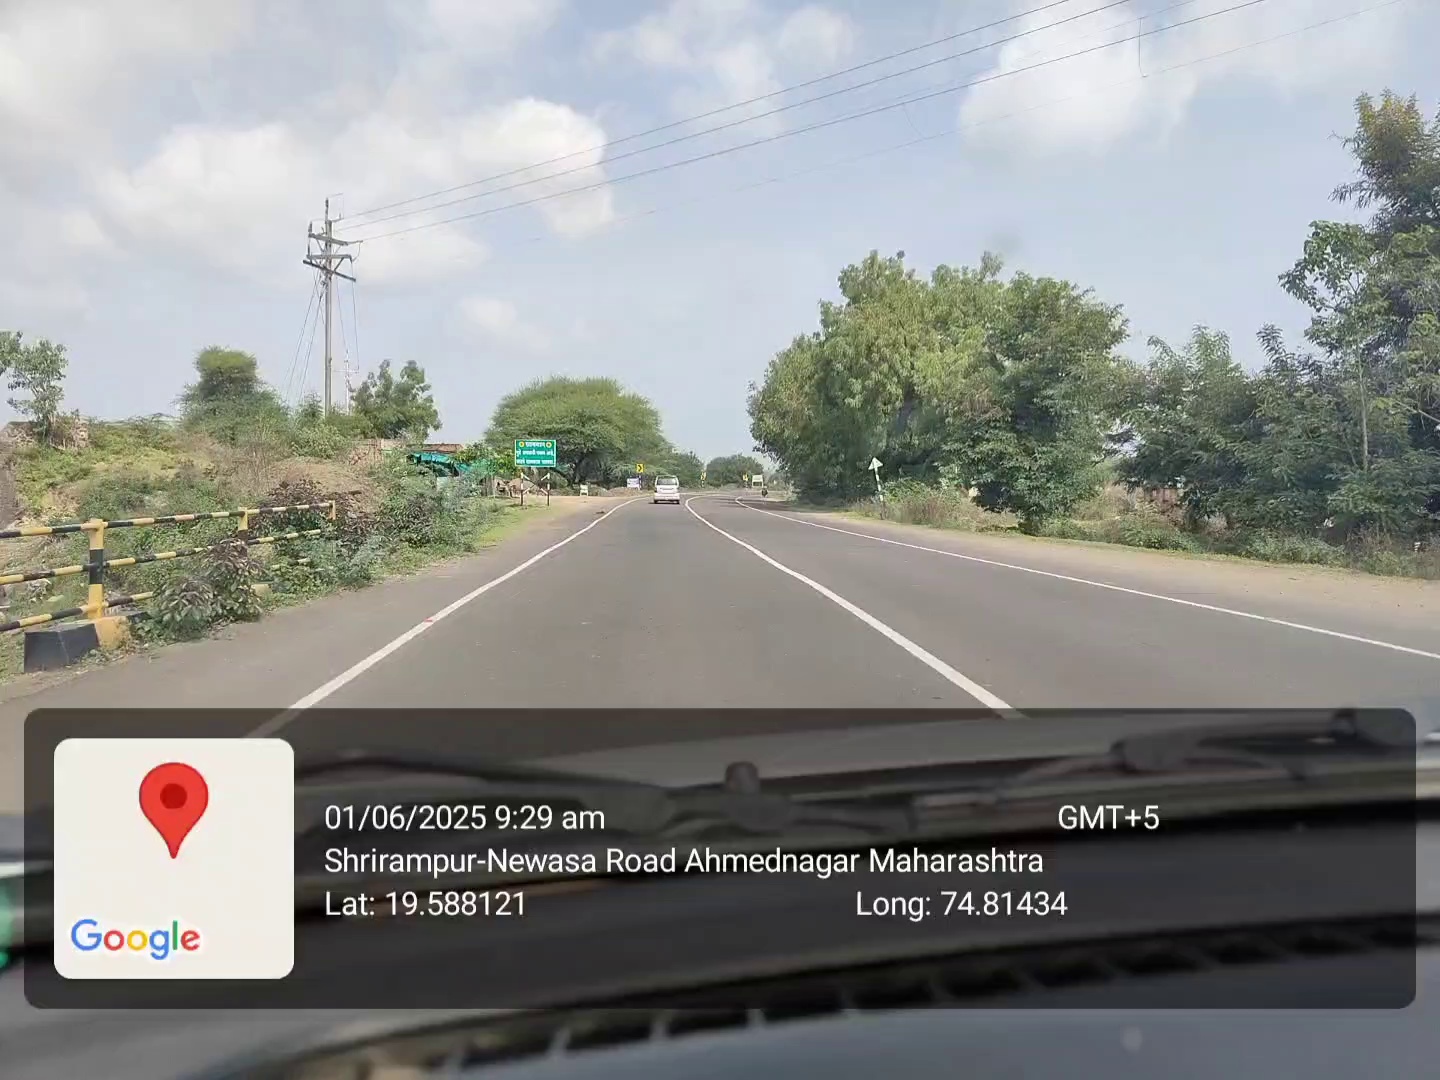 सावधान
01/06/2025 9:29 am
GMT+5
Shrirampur-Newasa Road Ahmednagar Maharashtra
Lat: 19.588121
Long: 74.81434
Google